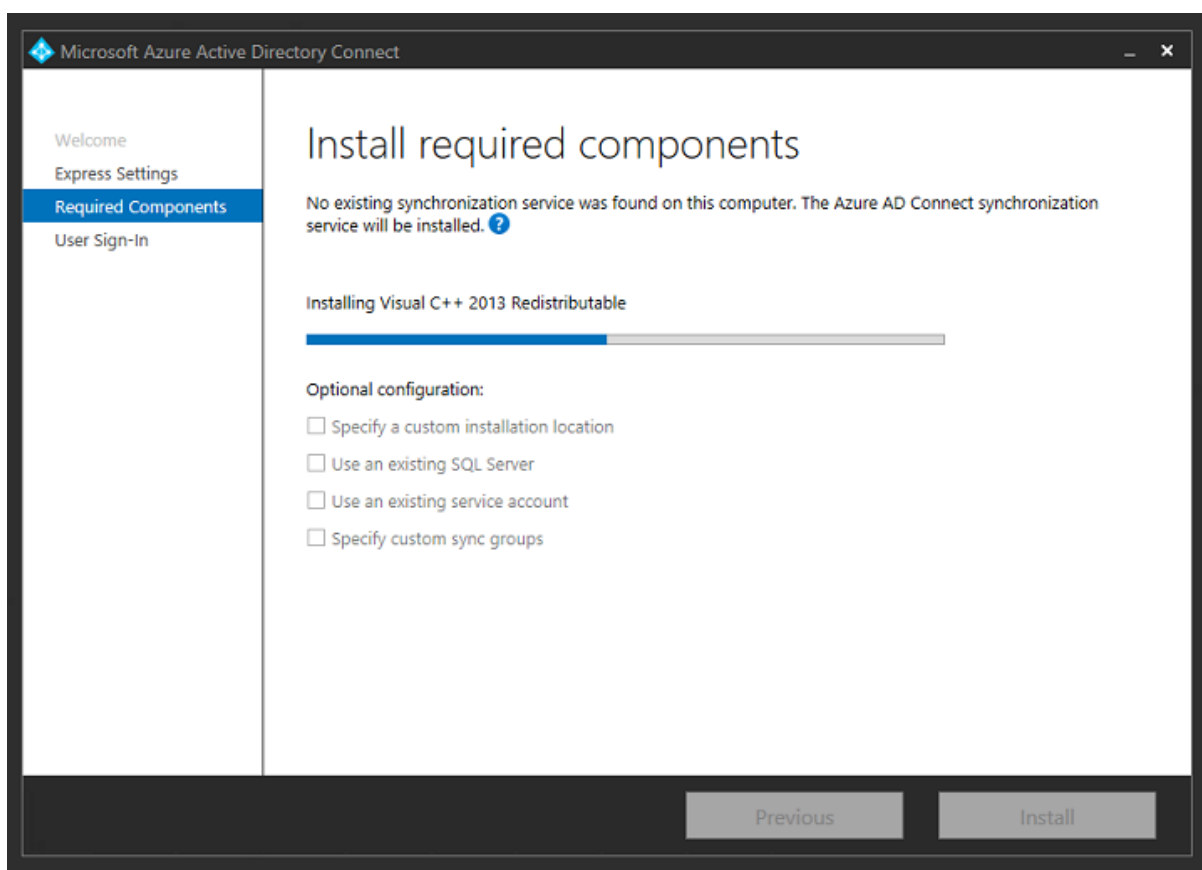 Microsoft Azure Active Directory Connect
Welcome
Express Settings
Required Components
User Sign-In
Install required components
No existing synchronization service was found on this computer. The Azure AD Connect synchronization
service will be installed. ?
Installing Visual C++ 2013 Redistributable
Optional configuration:
Specify a custom installation location
Use an existing SQL Server
Use an existing service account
Specify custom sync groups
Previous
Install